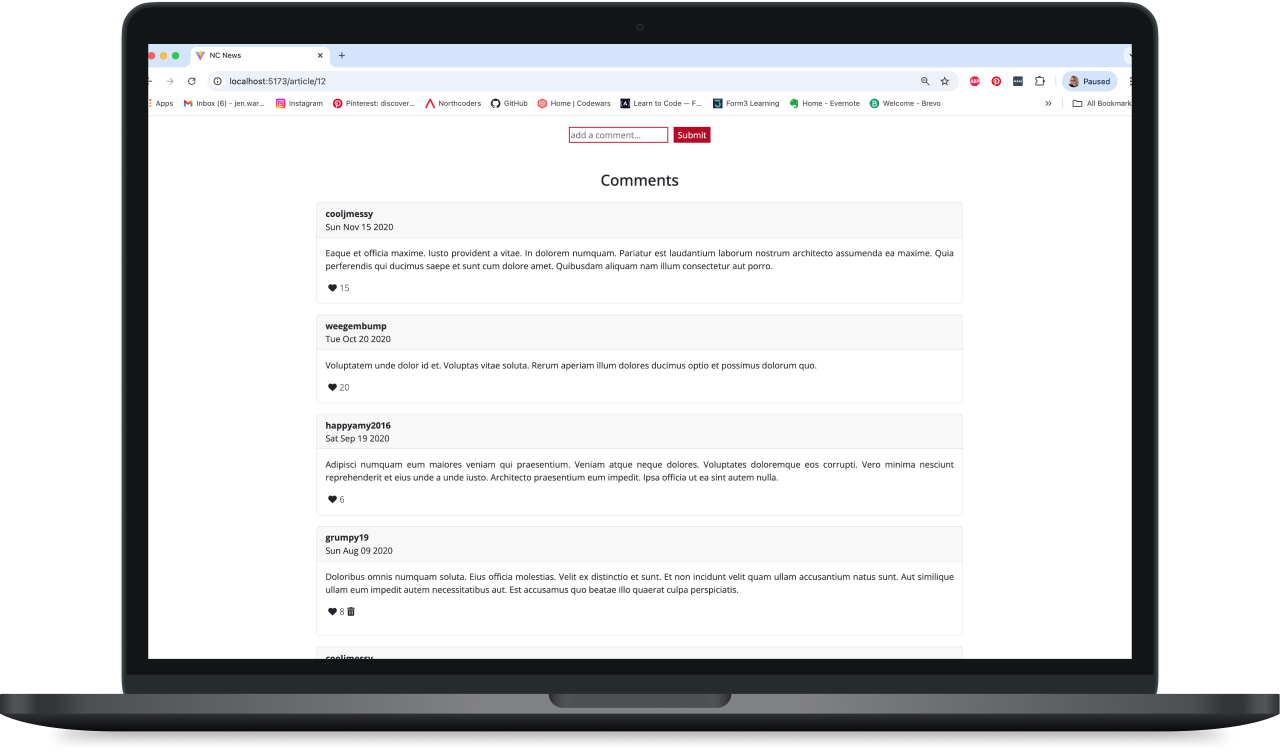 NC News
localhost:5173/article/12
Paused
Apps Inbox (6) - jen.war... Instagram Pinterest: discover... Northcoders GitHub Home | Codewars Learn to Code — F... Form3 Learning Home - Evernote Welcome - Brevo » All Bookmark
add a comment... Submit
Comments
cooljmessy
Sun Nov 15 2020
Eaque et officia maxime. Iusto provident a vitae. In dolorem numquam. Pariatur est laudantium laborum nostrum architecto assumenda ea maxime. Quia
perferendis qui ducimus saepe et sunt cum dolore amet. Quibusdam aliquam nam illum consectetur aut porro.
15
weegembump
Tue Oct 20 2020
Voluptatem unde dolor id et. Voluptas vitae soluta. Rerum aperiam illum dolores ducimus optio et possimus dolorum quo.
20
happyamy2016
Sat Sep 19 2020
Adipisci numquam eum maiores veniam qui praesentium. Veniam atque neque dolores. Voluptates doloremque eos corrupti. Vero minima nesciunt
reprehenderit et eius unde a unde iusto. Architecto praesentium eum impedit. Ipsa officia ut ea sint autem nulla.
6
grumpy19
Sun Aug 09 2020
Doloribus omnis numquam soluta. Eius officia molestias. Velit ex distinctio et sunt. Et non incidunt velit quam ullam accusantium natus sunt. Aut similique
ullam eum impedit autem necessitatibus aut. Est accusamus quo beatae illo quaerat culpa perspiciatis.
8
cooljmessy